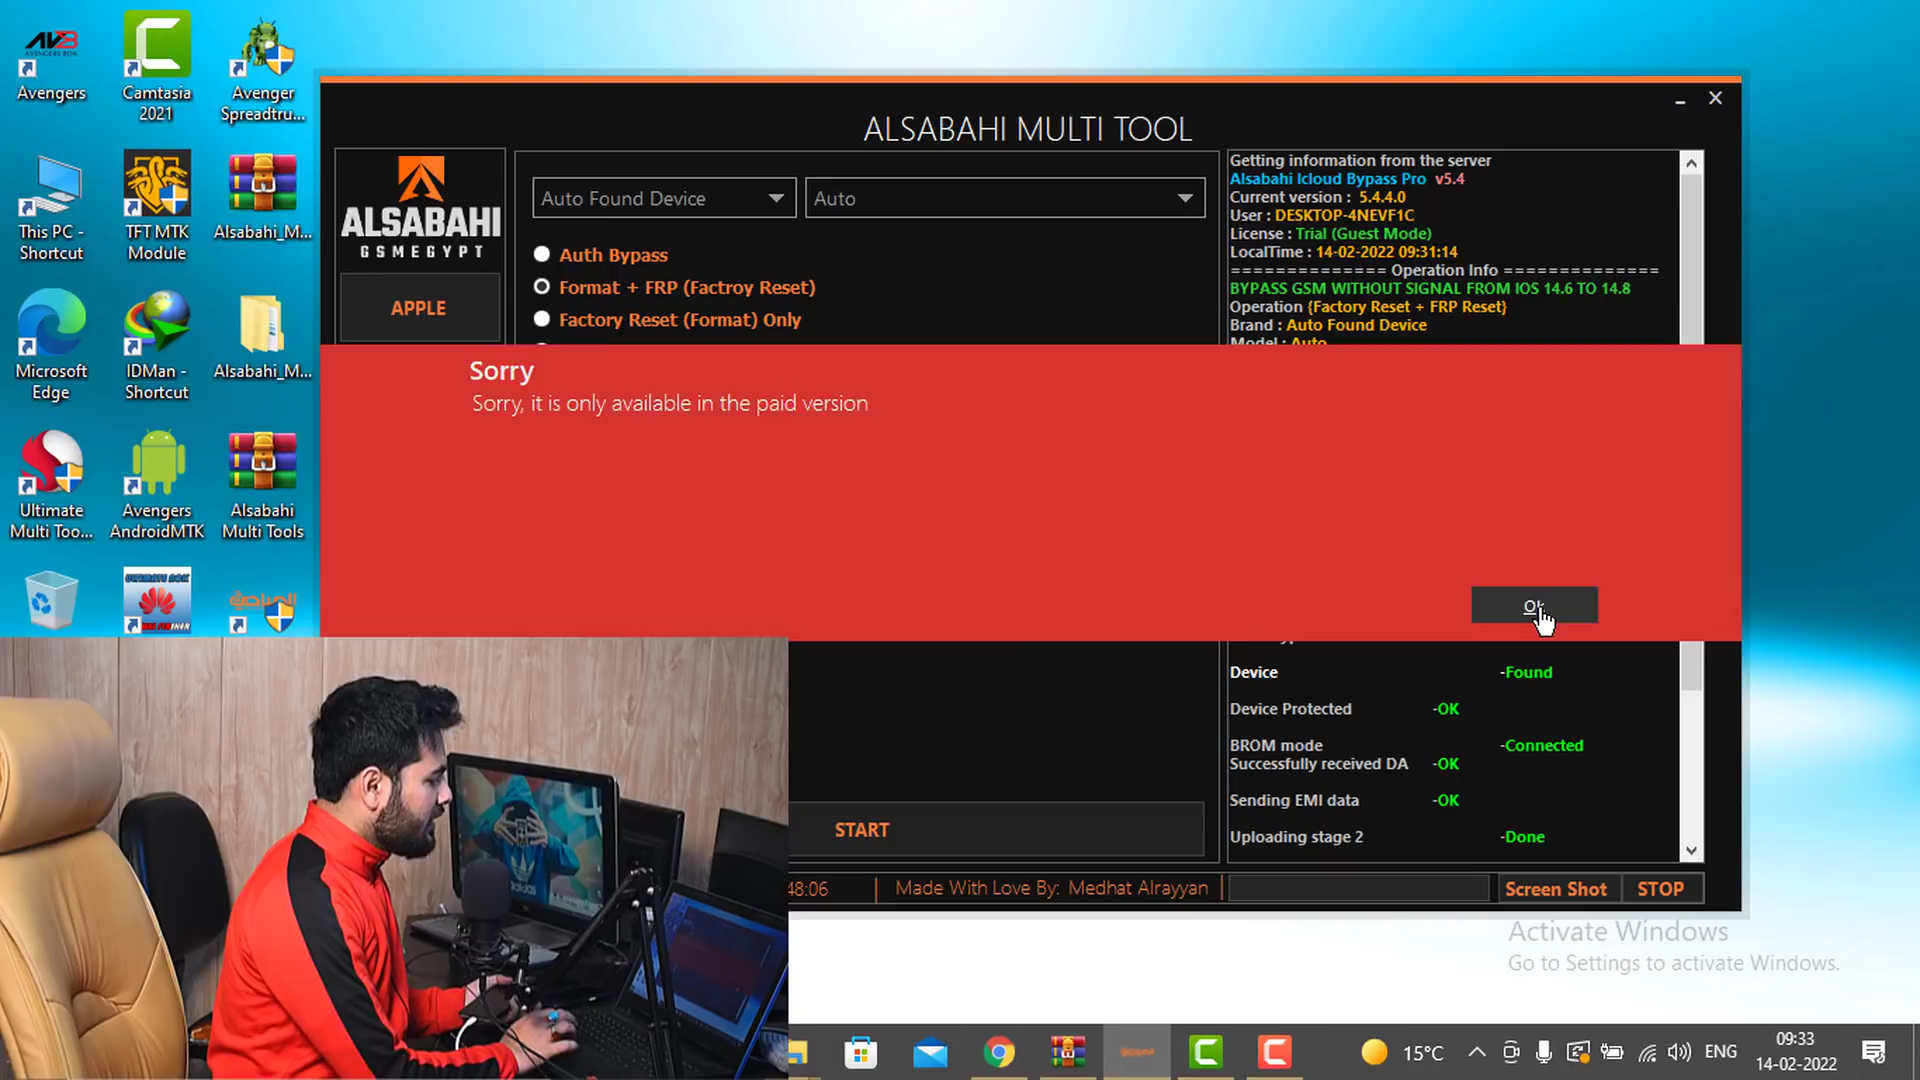 AVB
AVENGERS BOX
Avengers
Camtasia
2021
Avenger
Spreadtru...
This PC -
Shortcut
TFT MTK
Module
Alsabahi_M...
Microsoft
Edge
IDMan -
Shortcut
Alsabahi_M...
Ultimate
Multi Too...
Avengers
AndroidMTK
Alsabahi
Multi Tools
ALSABAHI MULTI TOOL
ALSABAHI
GSMEGYPT
APPLE
Auto Found Device
Auto
Auth Bypass
Format + FRP (Factroy Reset)
Factory Reset (Format) Only
Getting information from the server
Alsabahi Icloud Bypass Pro v5.4
Current version : 5.4.4.0
User : DESKTOP-4NEVF1C
License : Trial (Guest Mode)
LocalTime : 14-02-2022 09:31:14
============== Operation Info ==============
BYPASS GSM WITHOUT SIGNAL FROM IOS 14.6 TO 14.8
Operation {Factory Reset + FRP Reset}
Brand : Auto Found Device
Model : Auto
Sorry
Sorry, it is only available in the paid version
Ok
Device -Found
Device Protected -OK
BROM mode -Connected
Successfully received DA -OK
Sending EMI data -OK
Uploading stage 2 -Done
START
48:06
Made With Love By: Medhat Alrayyan
Screen Shot
STOP
Activate Windows
Go to Settings to activate Windows.
adidas
15°C
ENG
09:33
14-02-2022